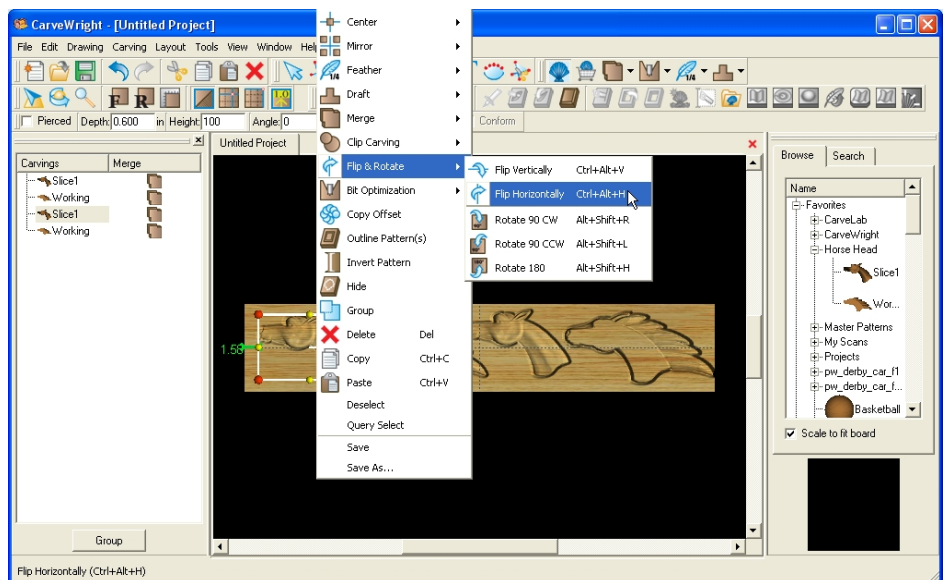 CarveWright - [Untitled Project]
File Edit Drawing Carving Layout Tools View Window Help
Pierced Depth: 0.600 in Height: 100 Angle: 0 Conform
Carvings Merge
Slice1
Working
Slice1
Working
Group
Untitled Project
1.58
Center
Mirror
Feather
Draft
Merge
Clip Carving
Flip & Rotate
Bit Optimization
Copy Offset
Outline Pattern(s)
Invert Pattern
Hide
Group
Delete Del
Copy Ctrl+C
Paste Ctrl+V
Deselect
Query Select
Save
Save As...
Flip Vertically Ctrl+Alt+V
Flip Horizontally Ctrl+Alt+H
Rotate 90 CW Alt+Shift+R
Rotate 90 CCW Alt+Shift+L
Rotate 180 Alt+Shift+H
Browse Search
Name
Favorites
CarveLab
CarveWright
Horse Head
Slice1
Wor...
Master Patterns
My Scans
Projects
pw_derby_car_f1
pw_derby_car_f...
Basketball
Scale to fit board
Flip Horizontally (Ctrl+Alt+H)